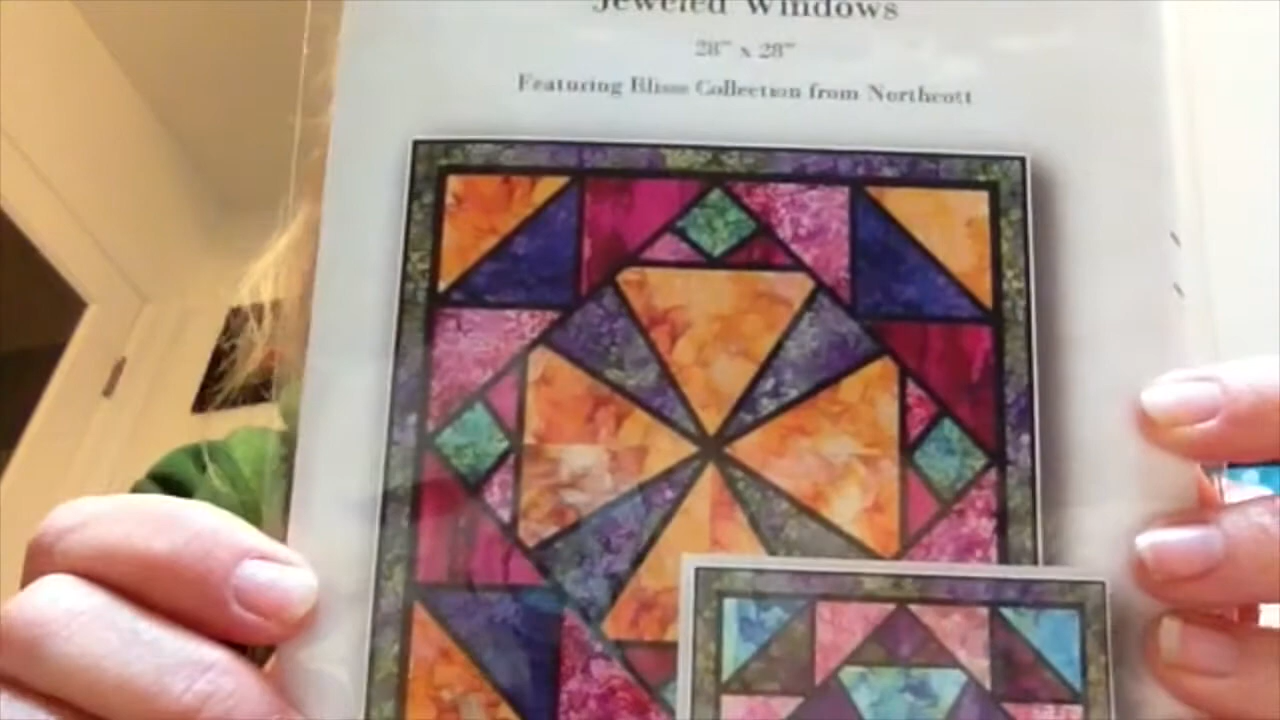 Jeweled Windows
28" x 28"
Featuring Bliss Collection from Northcott